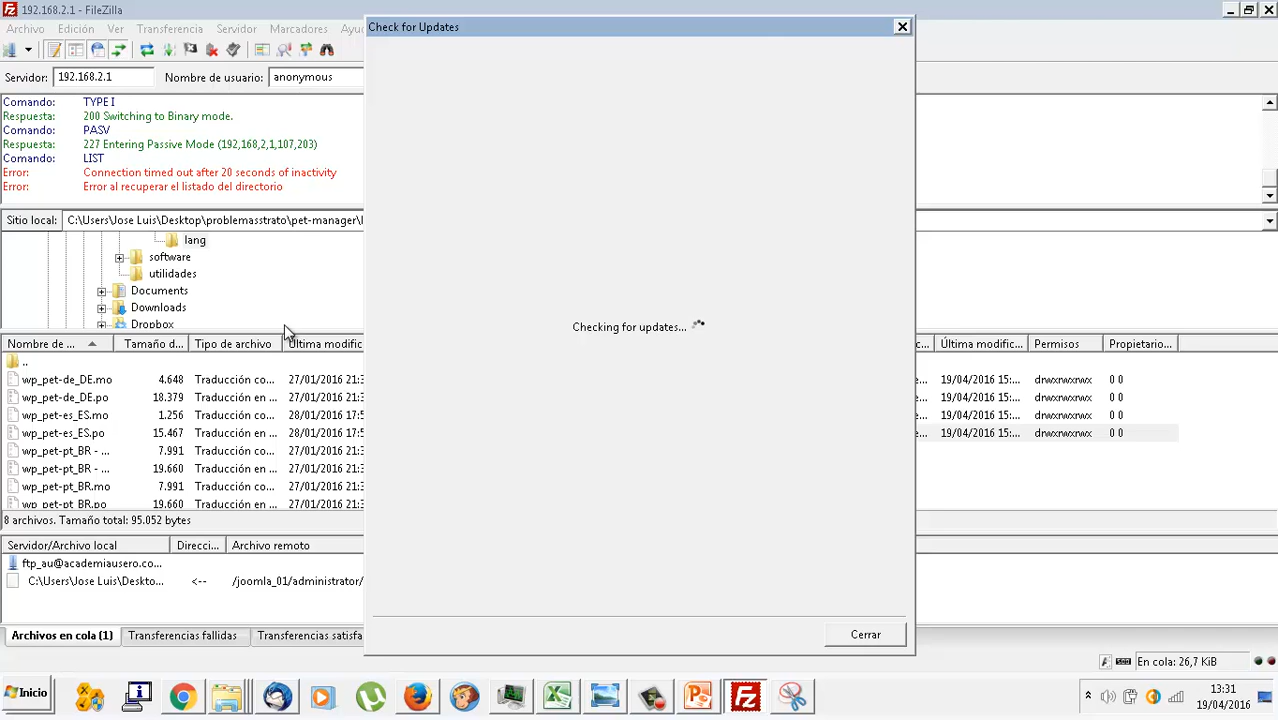 192.168.2.1 - FileZilla
Check for Updates
Archivo Edición Ver Transferencia Servidor Marcadores Ayu
Servidor: 192.168.2.1 Nombre de usuario: anonymous
Comando: TYPE I
Respuesta: 200 Switching to Binary mode.
Comando: PASV
Respuesta: 227 Entering Passive Mode (192,168,2,1,107,203)
Comando: LIST
Error: Connection timed out after 20 seconds of inactivity
Error: Error al recuperar el listado del directorio
Sitio local: C:\Users\Jose Luis\Desktop\problemasstrato\pet-manager\
lang
software
utilidades
Documents
Downloads
Dropbox
Checking for updates...
Nombre de ... Tamaño d... Tipo de archivo Última modific c... Última modific... Permisos Propietario...
..
wp_pet-de_DE.mo 4.648 Traducción co... 27/01/2016 21:3 e... 19/04/2016 15:... drwxrwxrwx 0 0
wp_pet-de_DE.po 18.379 Traducción en ... 27/01/2016 21:3 e... 19/04/2016 15:... drwxrwxrwx 0 0
wp_pet-es_ES.mo 1.256 Traducción co... 28/01/2016 17:5 e... 19/04/2016 15:... drwxrwxrwx 0 0
wp_pet-es_ES.po 15.467 Traducción en ... 28/01/2016 17:5 e... 19/04/2016 15:... drwxrwxrwx 0 0
wp_pet-pt_BR - ... 7.991 Traducción co... 27/01/2016 21:3
wp_pet-pt_BR - ... 19.660 Traducción en ... 27/01/2016 21:3
wp_pet-pt_BR.mo 7.991 Traducción co... 27/01/2016 21:3
wp_pet-pt_BR.po 19.660 Traducción en ... 27/01/2016 21:3
8 archivos. Tamaño total: 95.052 bytes
Servidor/Archivo local Direcci... Archivo remoto
ftp_au@academiausero.co...
C:\Users\Jose Luis\Deskto... <-- /joomla_01/administrator/
Archivos en cola (1) Transferencias fallidas Transferencias satisfa
Cerrar
En cola: 26,7 KiB
Inicio
13:31
19/04/2016